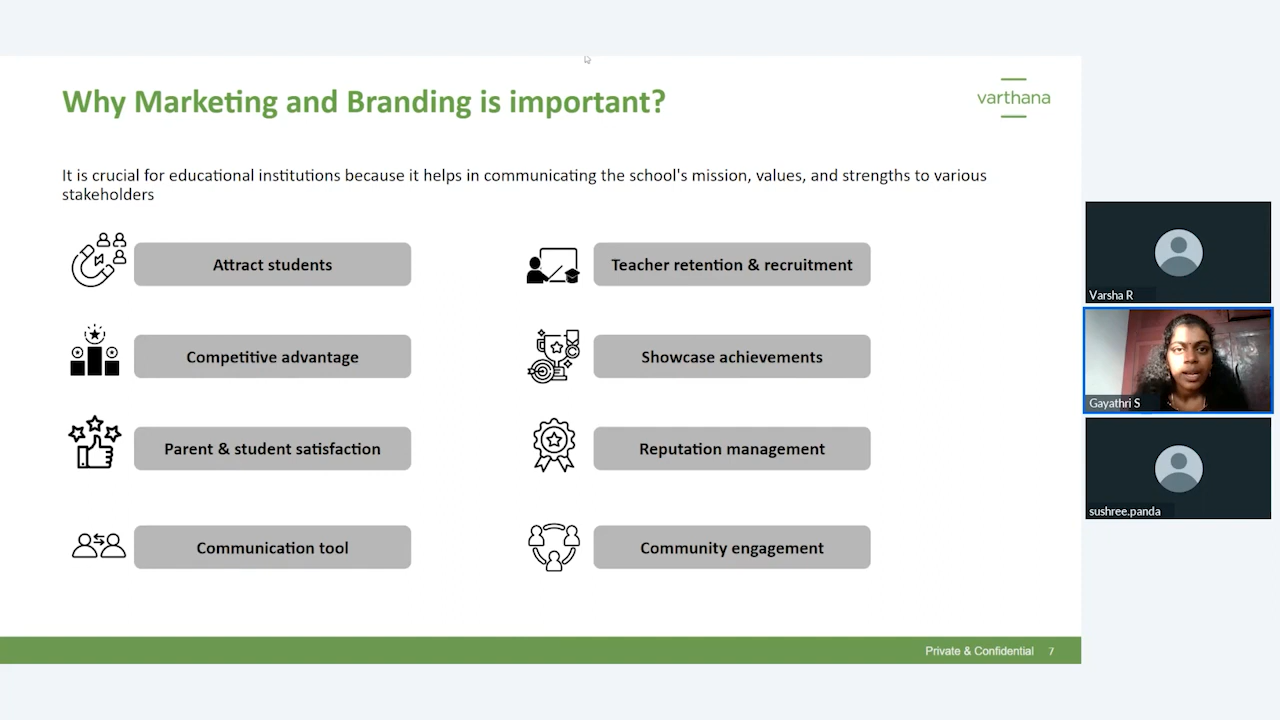 Why Marketing and Branding is important?
varthana
It is crucial for educational institutions because it helps in communicating the school's mission, values, and strengths to various
stakeholders
Attract students
Teacher retention & recruitment
Competitive advantage
Showcase achievements
Parent & student satisfaction
Reputation management
Communication tool
Community engagement
Private & Confidential 7
Varsha R
Gayathri S
sushree.panda